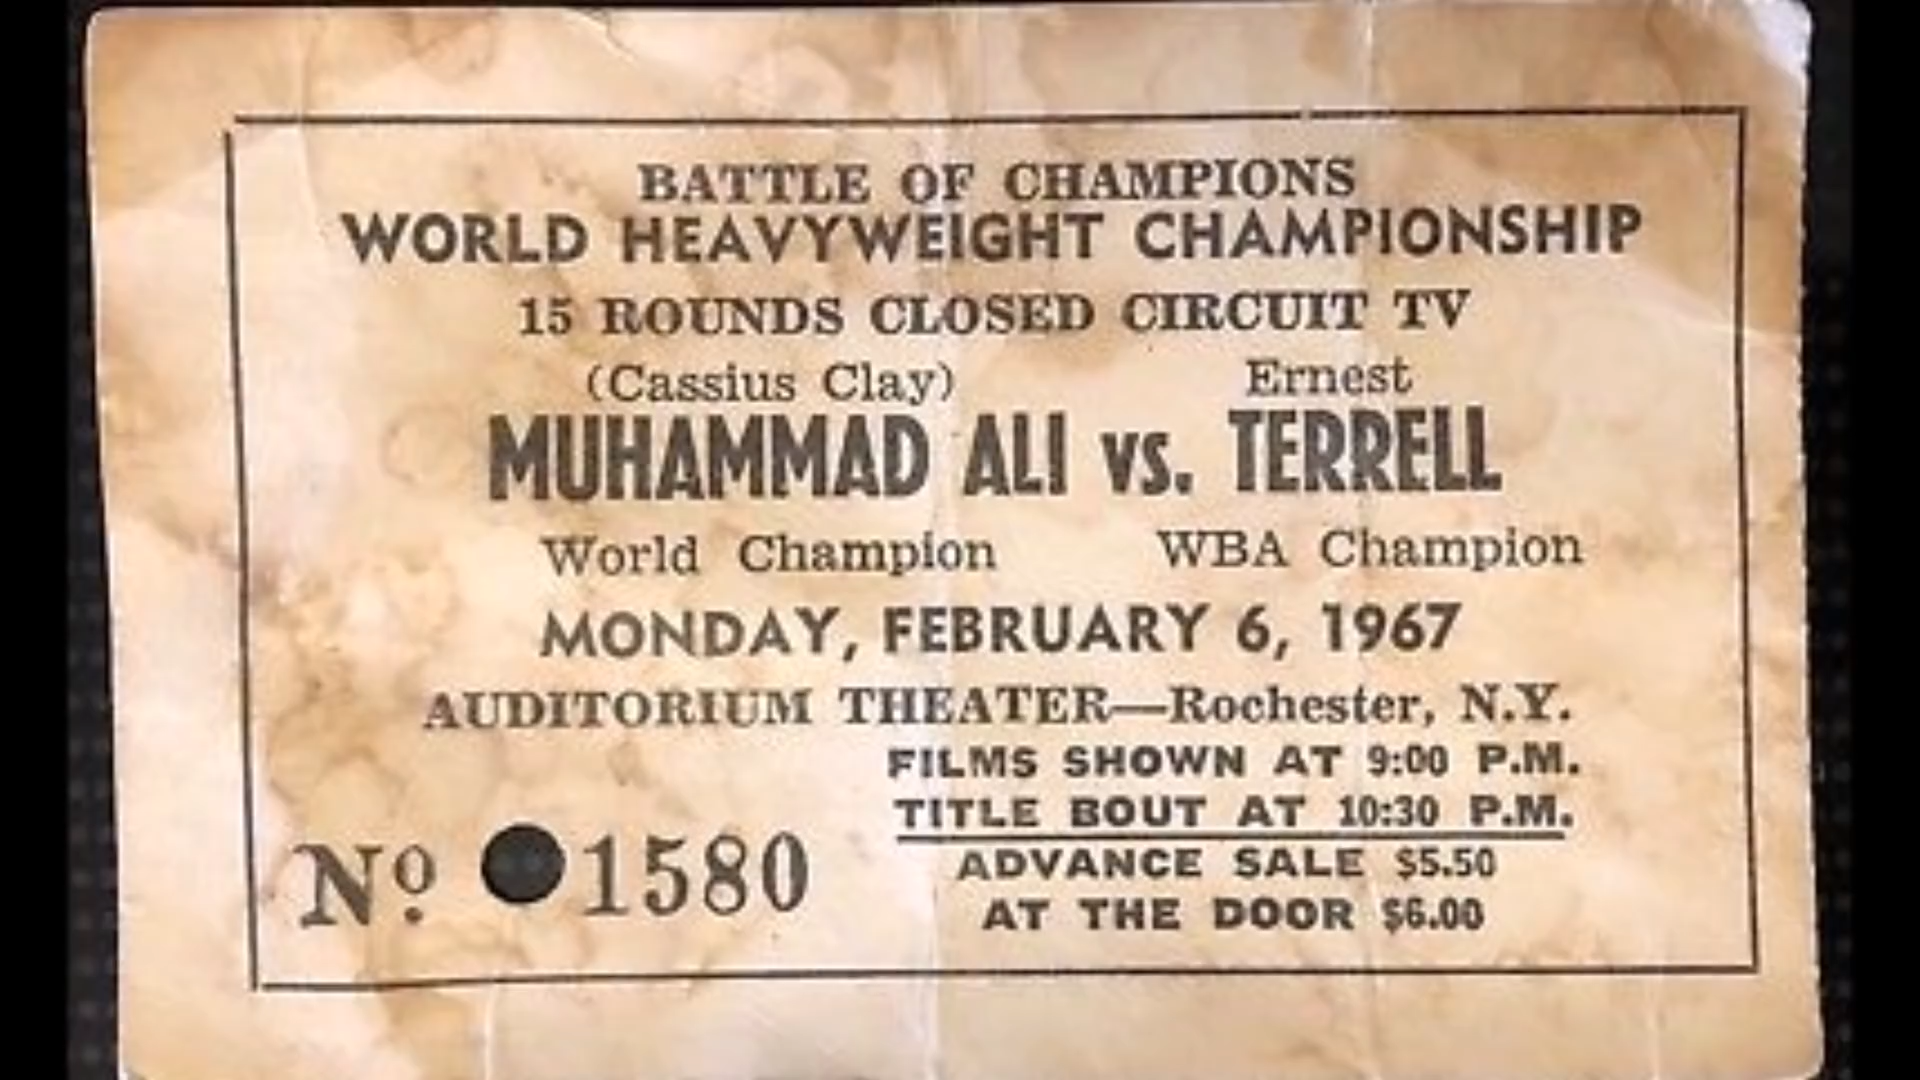 BATTLE OF CHAMPIONS
WORLD HEAVYWEIGHT CHAMPIONSHIP
15 ROUNDS CLOSED CIRCUIT TV
(Cassius Clay) Ernest
MUHAMMAD ALI vs. TERRELL
World Champion WBA Champion
MONDAY, FEBRUARY 6, 1967
AUDITORIUM THEATER—Rochester, N.Y.
FILMS SHOWN AT 9:00 P.M.
TITLE BOUT AT 10:30 P.M.
ADVANCE SALE $5.50
AT THE DOOR $6.00
No. ●1580